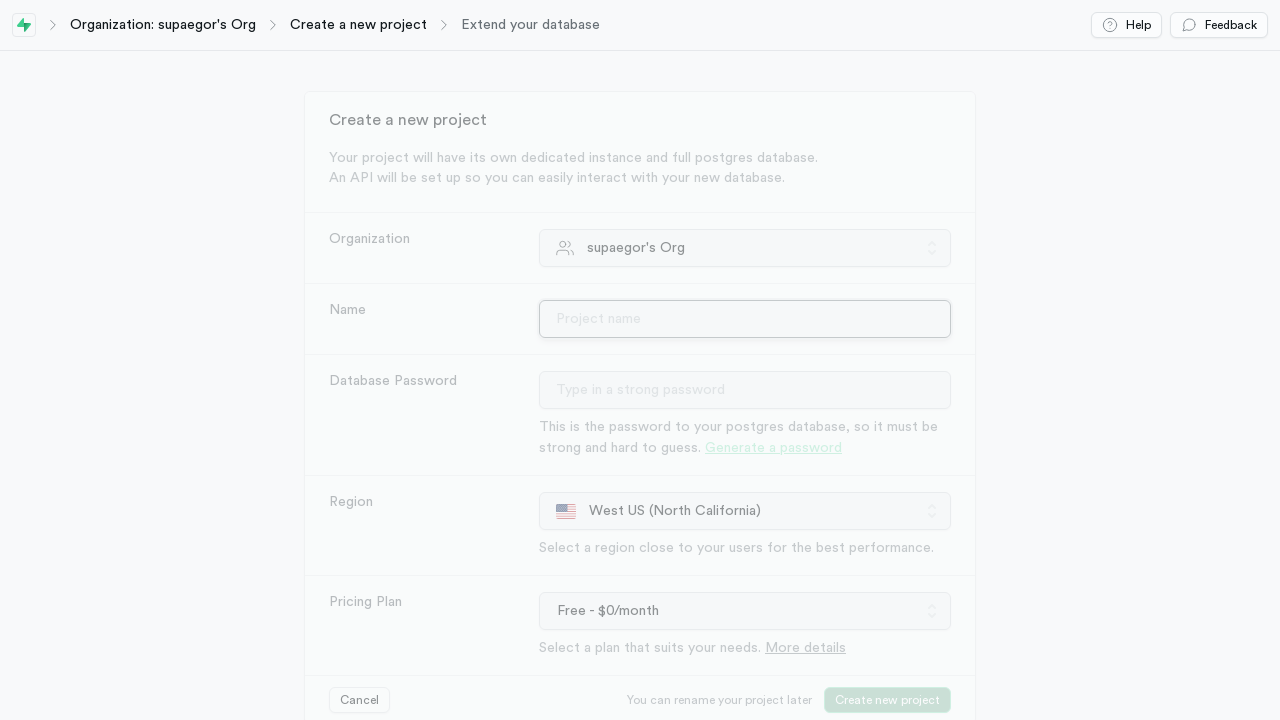 Organization: supaegor's Org
Create a new project
Extend your database
Help
Feedback
Create a new project
Your project will have its own dedicated instance and full postgres database.
An API will be set up so you can easily interact with your new database.
Organization
supaegor's Org
Name
Project name
Database Password
Type in a strong password
This is the password to your postgres database, so it must be
strong and hard to guess. Generate a password
Region
West US (North California)
Select a region close to your users for the best performance.
Pricing Plan
Free - $0/month
Select a plan that suits your needs. More details
Cancel
You can rename your project later
Create new project